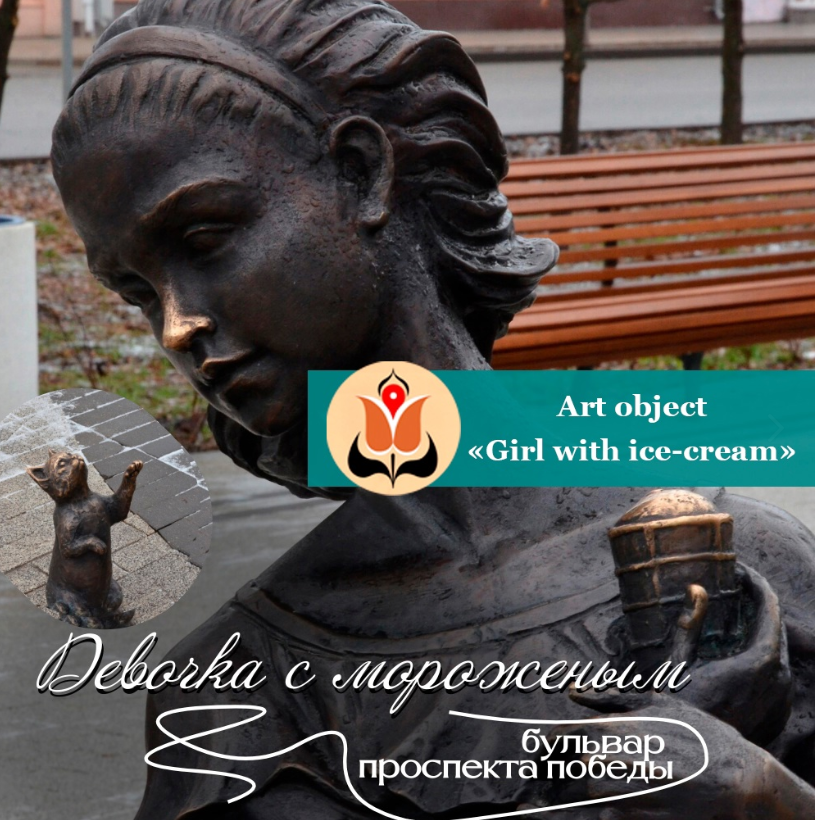 Art object
«Girl with ice-cream»
Девочка с мороженым
бульвар
проспекта победы